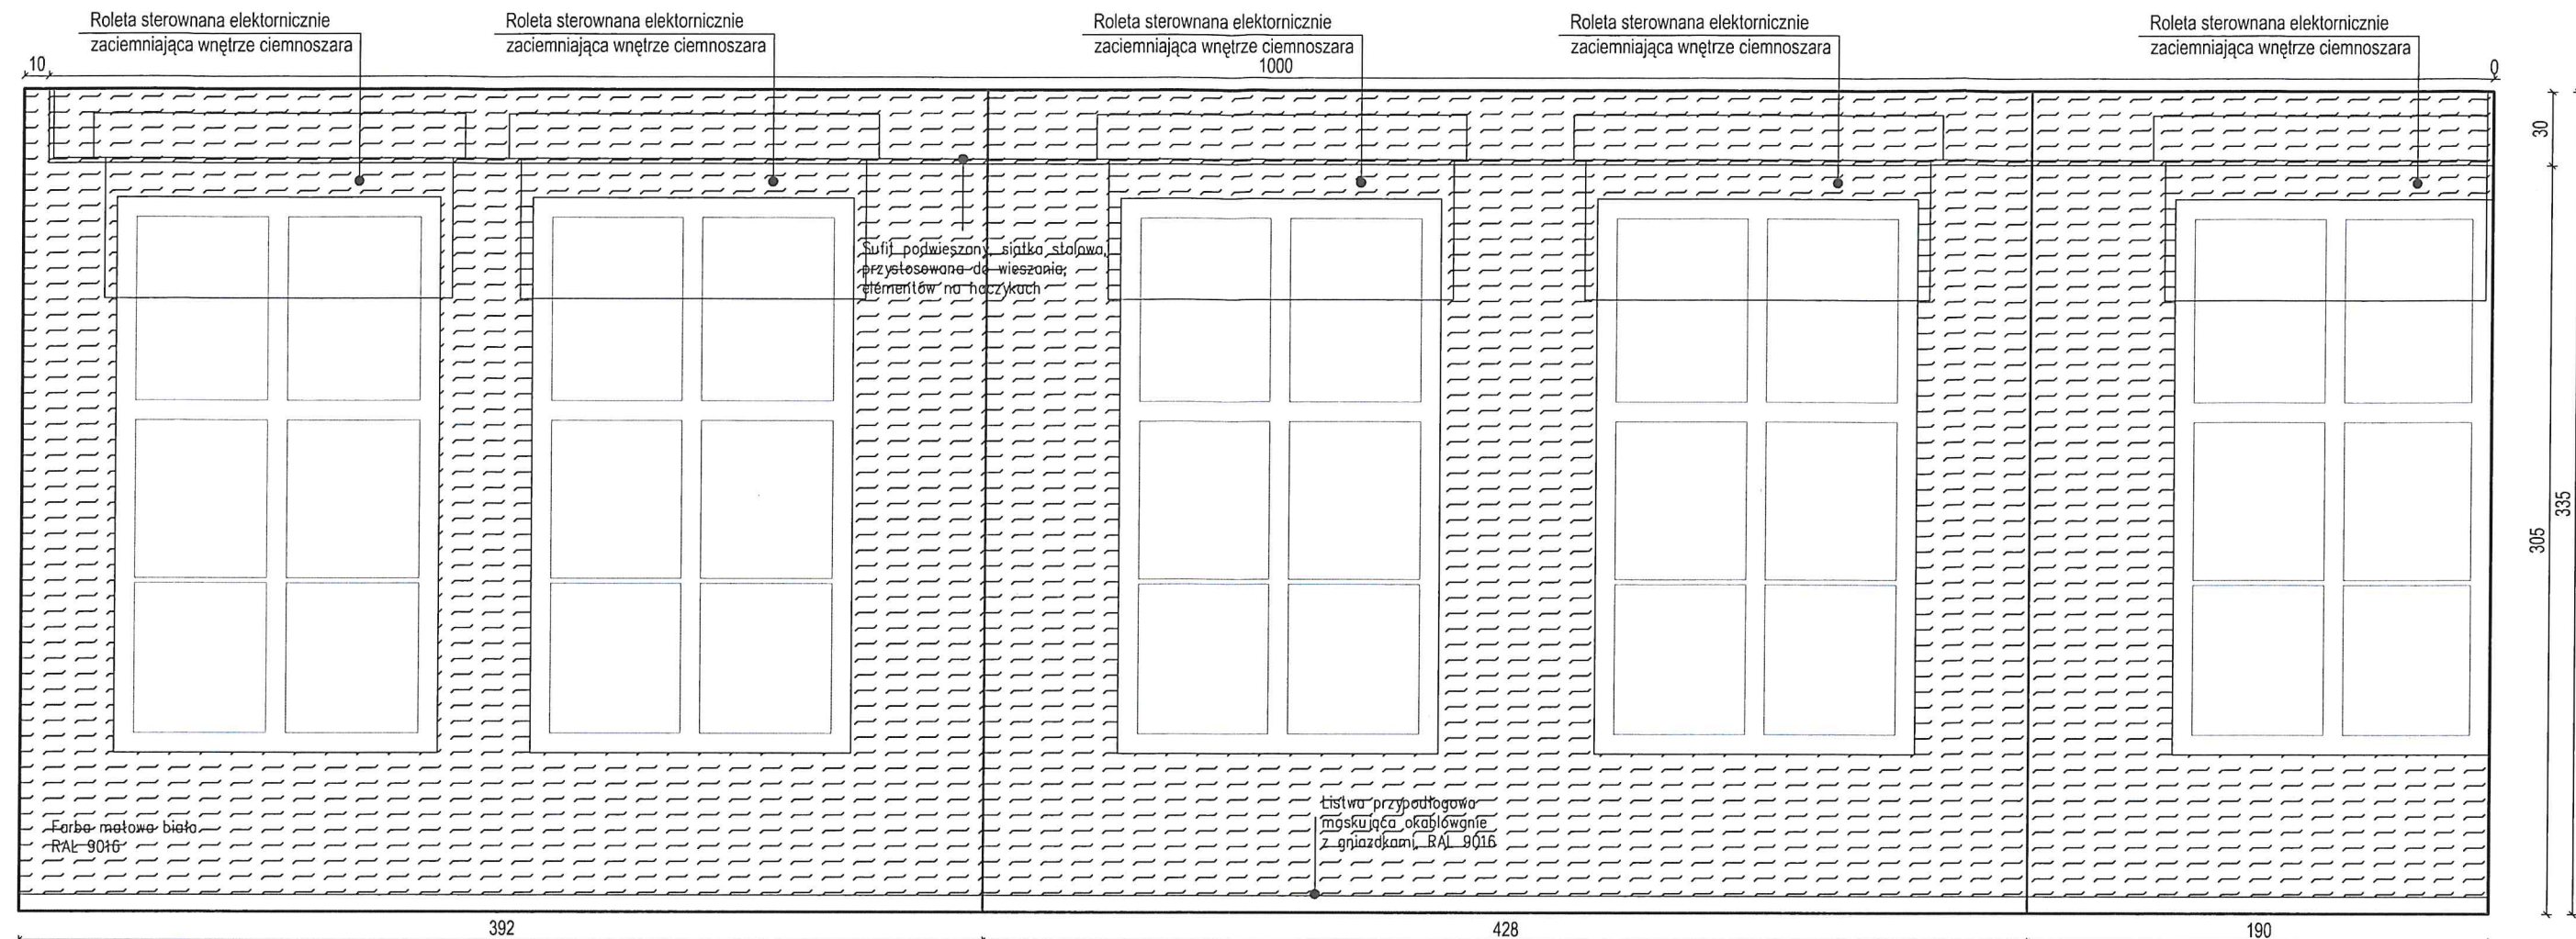 Roleta sterownana elektornicznie
zaciemniająca wnętrze ciemnoszara
Roleta sterownana elektornicznie
zaciemniająca wnętrze ciemnoszara
Roleta sterownana elektornicznie
zaciemniająca wnętrze ciemnoszara
Roleta sterownana elektornicznie
zaciemniająca wnętrze ciemnoszara
Roleta sterownana elektornicznie
zaciemniająca wnętrze ciemnoszara
10
1000
0
30
Sufit podwieszany, siatka stalowa,
przystosowana do wieszania,
elementów na haczykach
305
335
Listwa przypodłogowa
maskująca okablowanie
z gniazdkami, RAL 9016
Farba matowa biała
RAL 9016
392
428
190